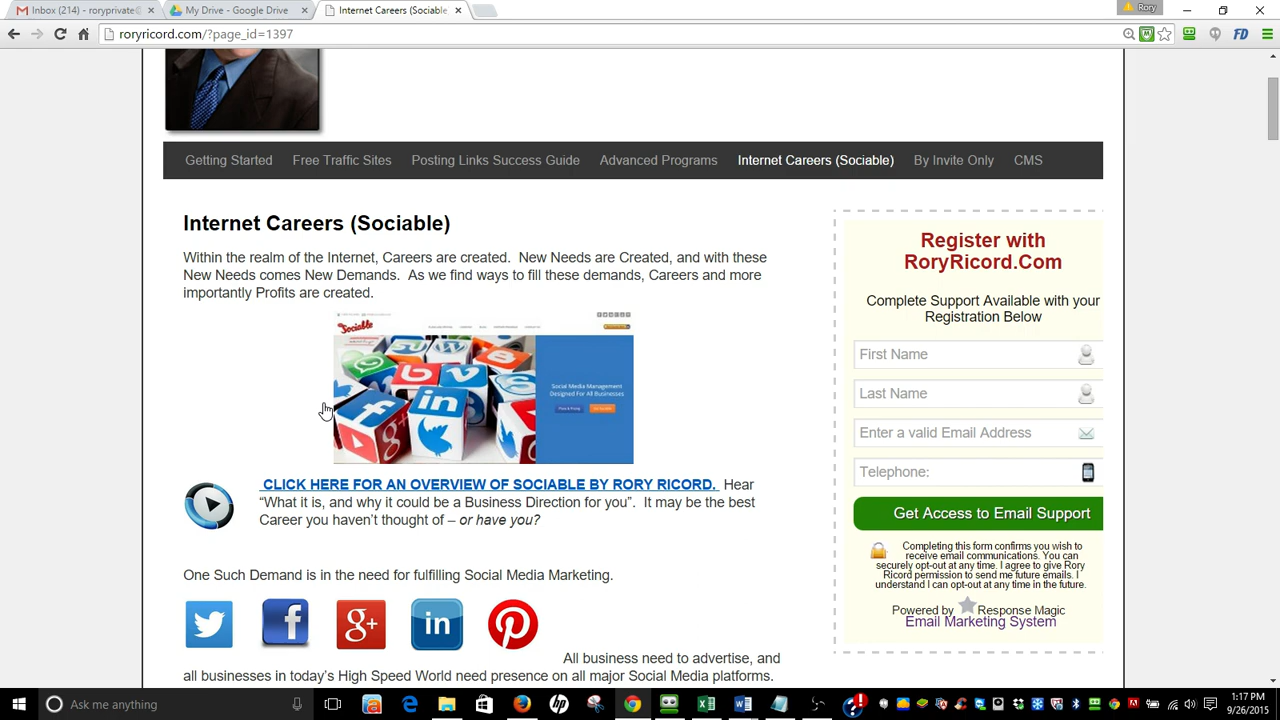 Inbox (214) - roryprivate@
My Drive - Google Drive
Internet Careers (Sociable)
Rory
roryricord.com/?page_id=1397
Getting Started
Free Traffic Sites
Posting Links Success Guide
Advanced Programs
Internet Careers (Sociable)
By Invite Only
CMS
Internet Careers (Sociable)
Within the realm of the Internet, Careers are created.  New Needs are Created, and with these
New Needs comes New Demands.  As we find ways to fill these demands, Careers and more
importantly Profits are created.
Sociable
Social Media Management
Designed For All Businesses
CLICK HERE FOR AN OVERVIEW OF SOCIABLE BY RORY RICORD.  Hear
“What it is, and why it could be a Business Direction for you”.  It may be the best
Career you haven’t thought of – or have you?
One Such Demand is in the need for fulfilling Social Media Marketing.
All business need to advertise, and
all businesses in today’s High Speed World need presence on all major Social Media platforms.
Register with
RoryRicord.Com
Complete Support Available with your
Registration Below
First Name
Last Name
Enter a valid Email Address
Telephone:
Get Access to Email Support
Completing this form confirms you wish to
receive email communications. You can
securely opt-out at any time. I agree to give Rory
Ricord permission to send me future emails. I
understand I can opt-out at any time in the future.
Powered by Response Magic
Email Marketing System
Ask me anything
1:17 PM
9/26/2015